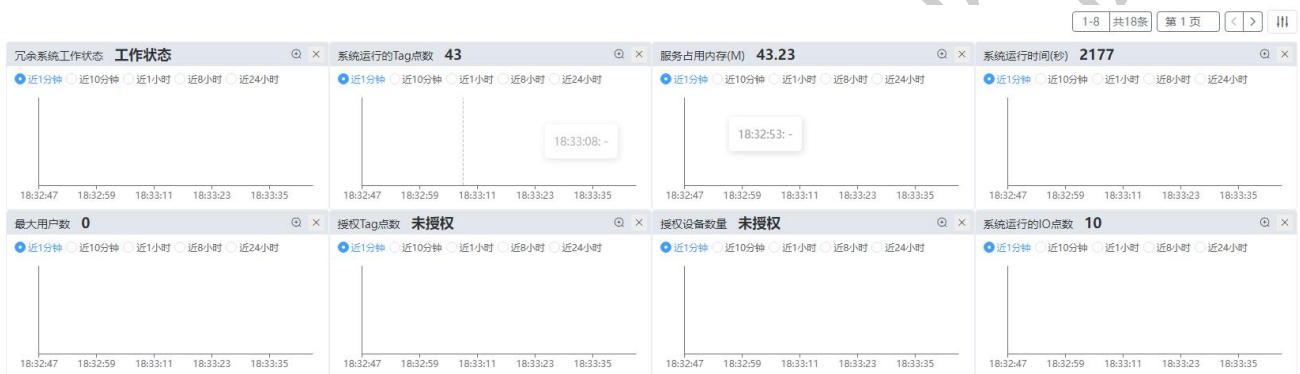 1-8 共18条 第 1 页 < >
冗余系统工作状态 工作状态
近1分钟 近10分钟 近1小时 近8小时 近24小时
18:32:47 18:32:59 18:33:11 18:33:23 18:33:35
系统运行的Tag点数 43
近1分钟 近10分钟 近1小时 近8小时 近24小时
18:33:08: -
18:32:47 18:32:59 18:33:11 18:33:23 18:33:35
服务占用内存(M) 43.23
近1分钟 近10分钟 近1小时 近8小时 近24小时
18:32:53: -
18:32:47 18:32:59 18:33:11 18:33:23 18:33:35
系统运行时间(秒) 2177
近1分钟 近10分钟 近1小时 近8小时 近24小时
18:32:47 18:32:59 18:33:11 18:33:23 18:33:35
最大用户数 0
近1分钟 近10分钟 近1小时 近8小时 近24小时
18:32:47 18:32:59 18:33:11 18:33:23 18:33:35
授权Tag点数 未授权
近1分钟 近10分钟 近1小时 近8小时 近24小时
18:32:47 18:32:59 18:33:11 18:33:23 18:33:35
授权设备数量 未授权
近1分钟 近10分钟 近1小时 近8小时 近24小时
18:32:47 18:32:59 18:33:11 18:33:23 18:33:35
系统运行的IO点数 10
近1分钟 近10分钟 近1小时 近8小时 近24小时
18:32:47 18:32:59 18:33:11 18:33:23 18:33:35